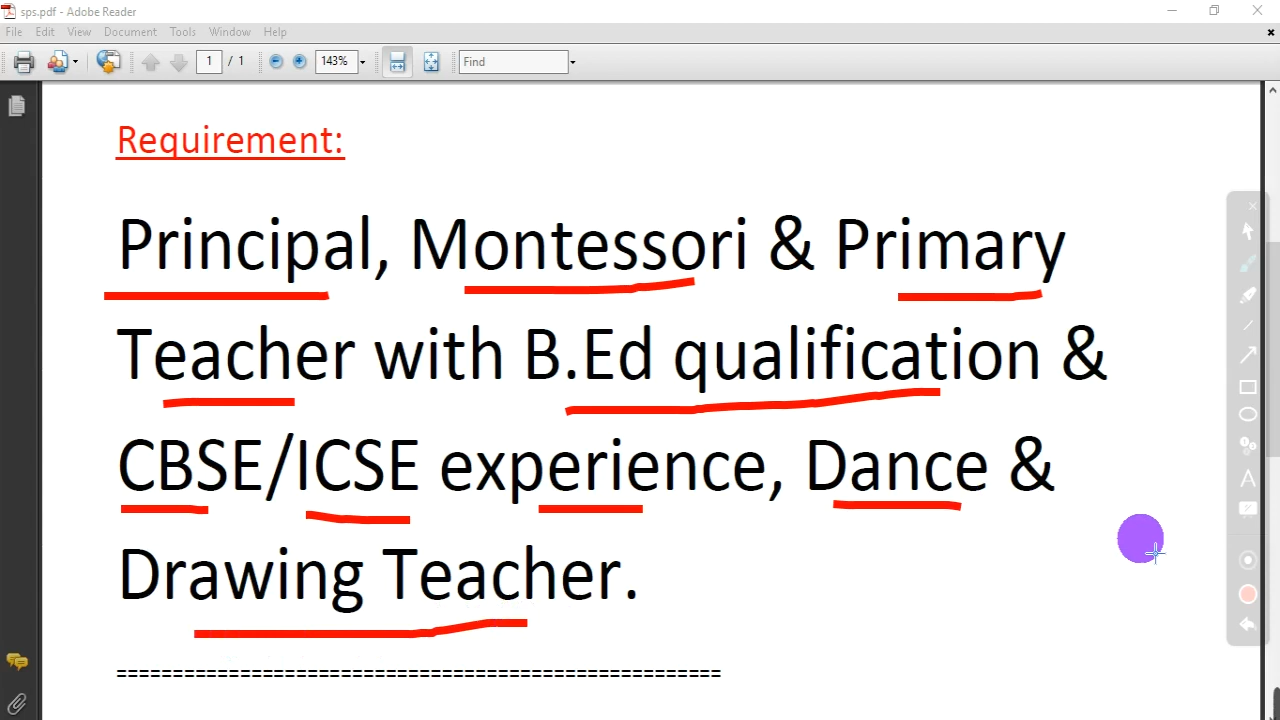 sps.pdf - Adobe Reader
File Edit View Document Tools Window Help
1 / 1 143% Find
Requirement:
Principal, Montessori & Primary
Teacher with B.Ed qualification &
CBSE/ICSE experience, Dance &
Drawing Teacher.
======================================================